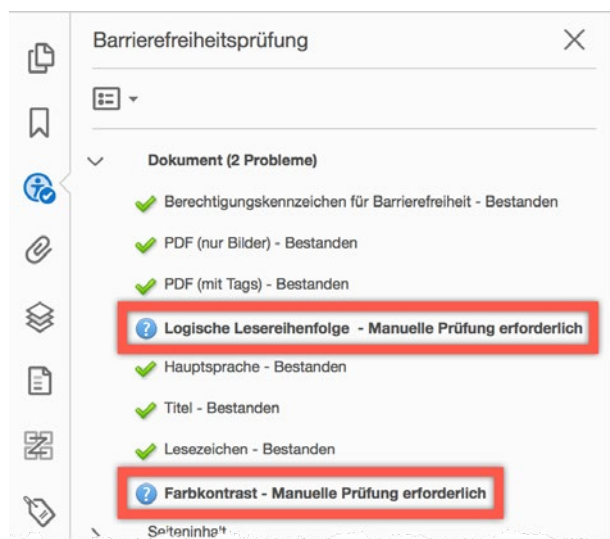 Barrierefreiheitsprüfung
Dokument (2 Probleme)
Berechtigungskennzeichen für Barrierefreiheit - Bestanden
PDF (nur Bilder) - Bestanden
PDF (mit Tags) - Bestanden
Logische Lesereihenfolge - Manuelle Prüfung erforderlich
Hauptsprache - Bestanden
Titel - Bestanden
Lesezeichen - Bestanden
Farbkontrast - Manuelle Prüfung erforderlich
Seiteninhalt